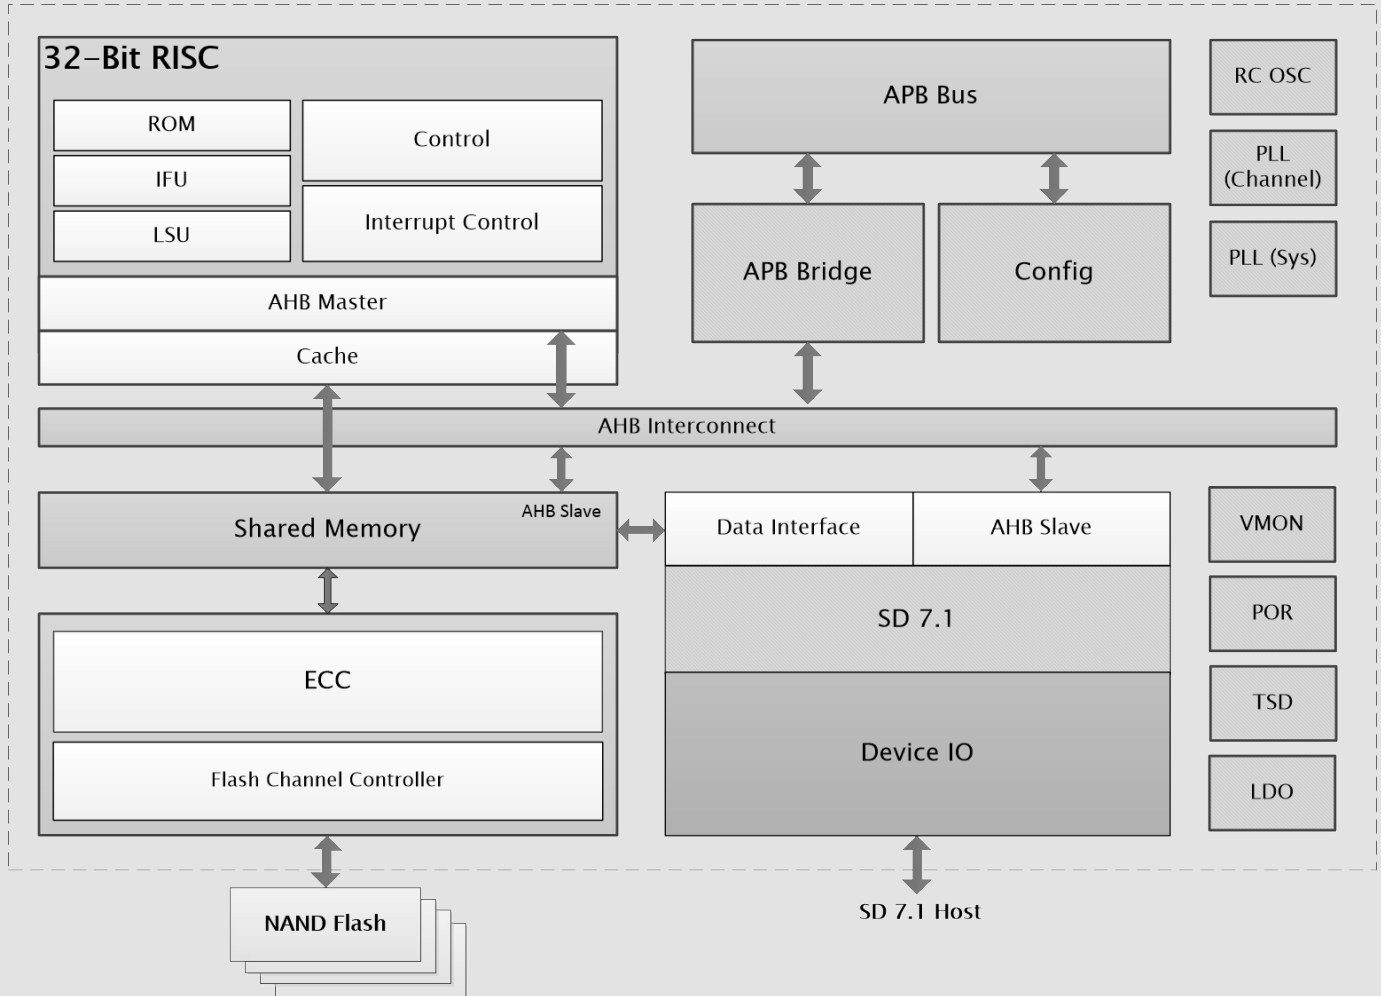 32-Bit RISC
ROM
IFU
LSU
Control
Interrupt Control
AHB Master
Cache
APB Bus
APB Bridge
Config
RC OSC
PLL
(Channel)
PLL (Sys)
AHB Interconnect
Shared Memory
AHB Slave
Data Interface
AHB Slave
SD 7.1
Device IO
VMON
POR
TSD
LDO
ECC
Flash Channel Controller
NAND Flash
SD 7.1 Host